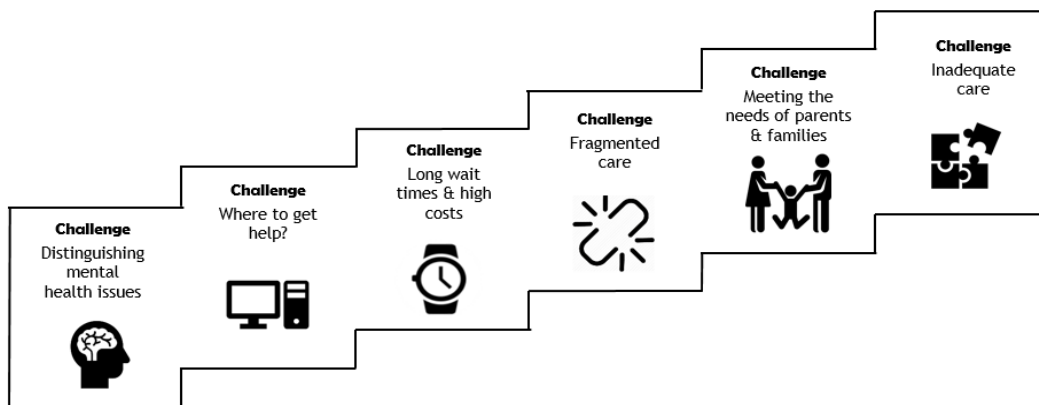 Challenge
Distinguishing
mental
health issues
Challenge
Where to get
help?
Challenge
Long wait
times & high
costs
Challenge
Fragmented
care
Challenge
Meeting the
needs of parents
& families
Challenge
Inadequate
care